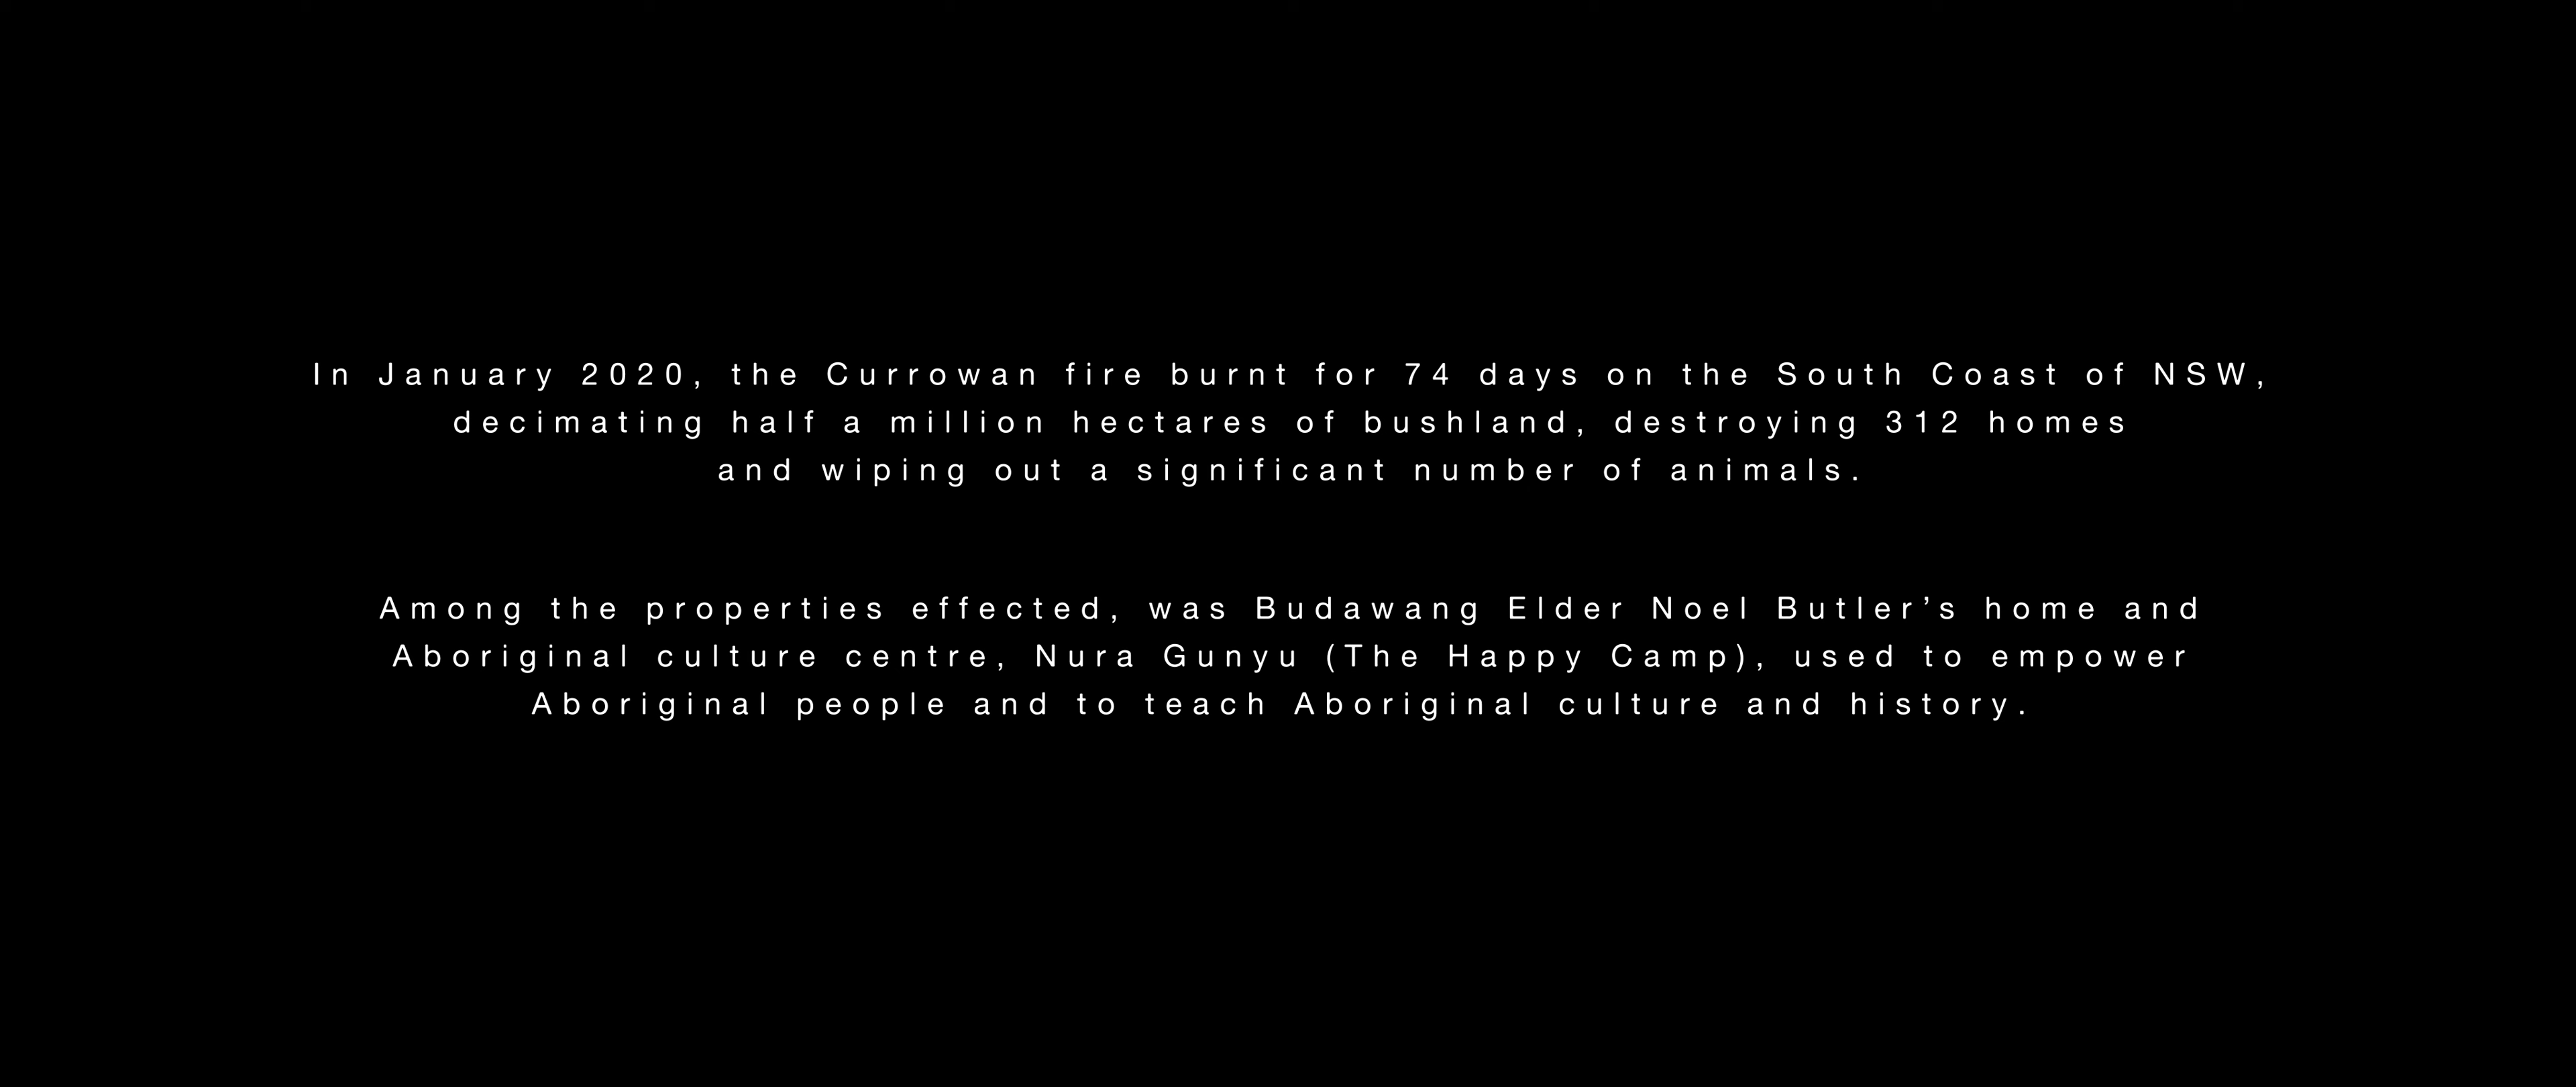 In January 2020, the Currowan fire burnt for 74 days on the South Coast of NSW,
decimating half a million hectares of bushland, destroying 312 homes
and wiping out a significant number of animals.
Among the properties effected, was Budawang Elder Noel Butler’s home and
Aboriginal culture centre, Nura Gunyu (The Happy Camp), used to empower
Aboriginal people and to teach Aboriginal culture and history.